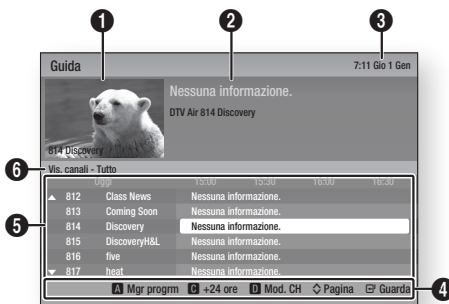 1 2 3
Guida 7:11 Gio 1 Gen
Nessuna informazione.
DTV Air 814 Discovery
814 Discovery
6 Vis. canali - Tutto
Oggi 15:00 15:30 16:00 16:30
▲ 812 Class News Nessuna informazione.
813 Coming Soon Nessuna informazione.
5 814 Discovery Nessuna informazione.
815 DiscoveryH&L Nessuna informazione.
816 five Nessuna informazione.
▼ 817 heat Nessuna informazione.
A Mgr progrm C +24 ore D Mod. CH Pagina Guarda 4